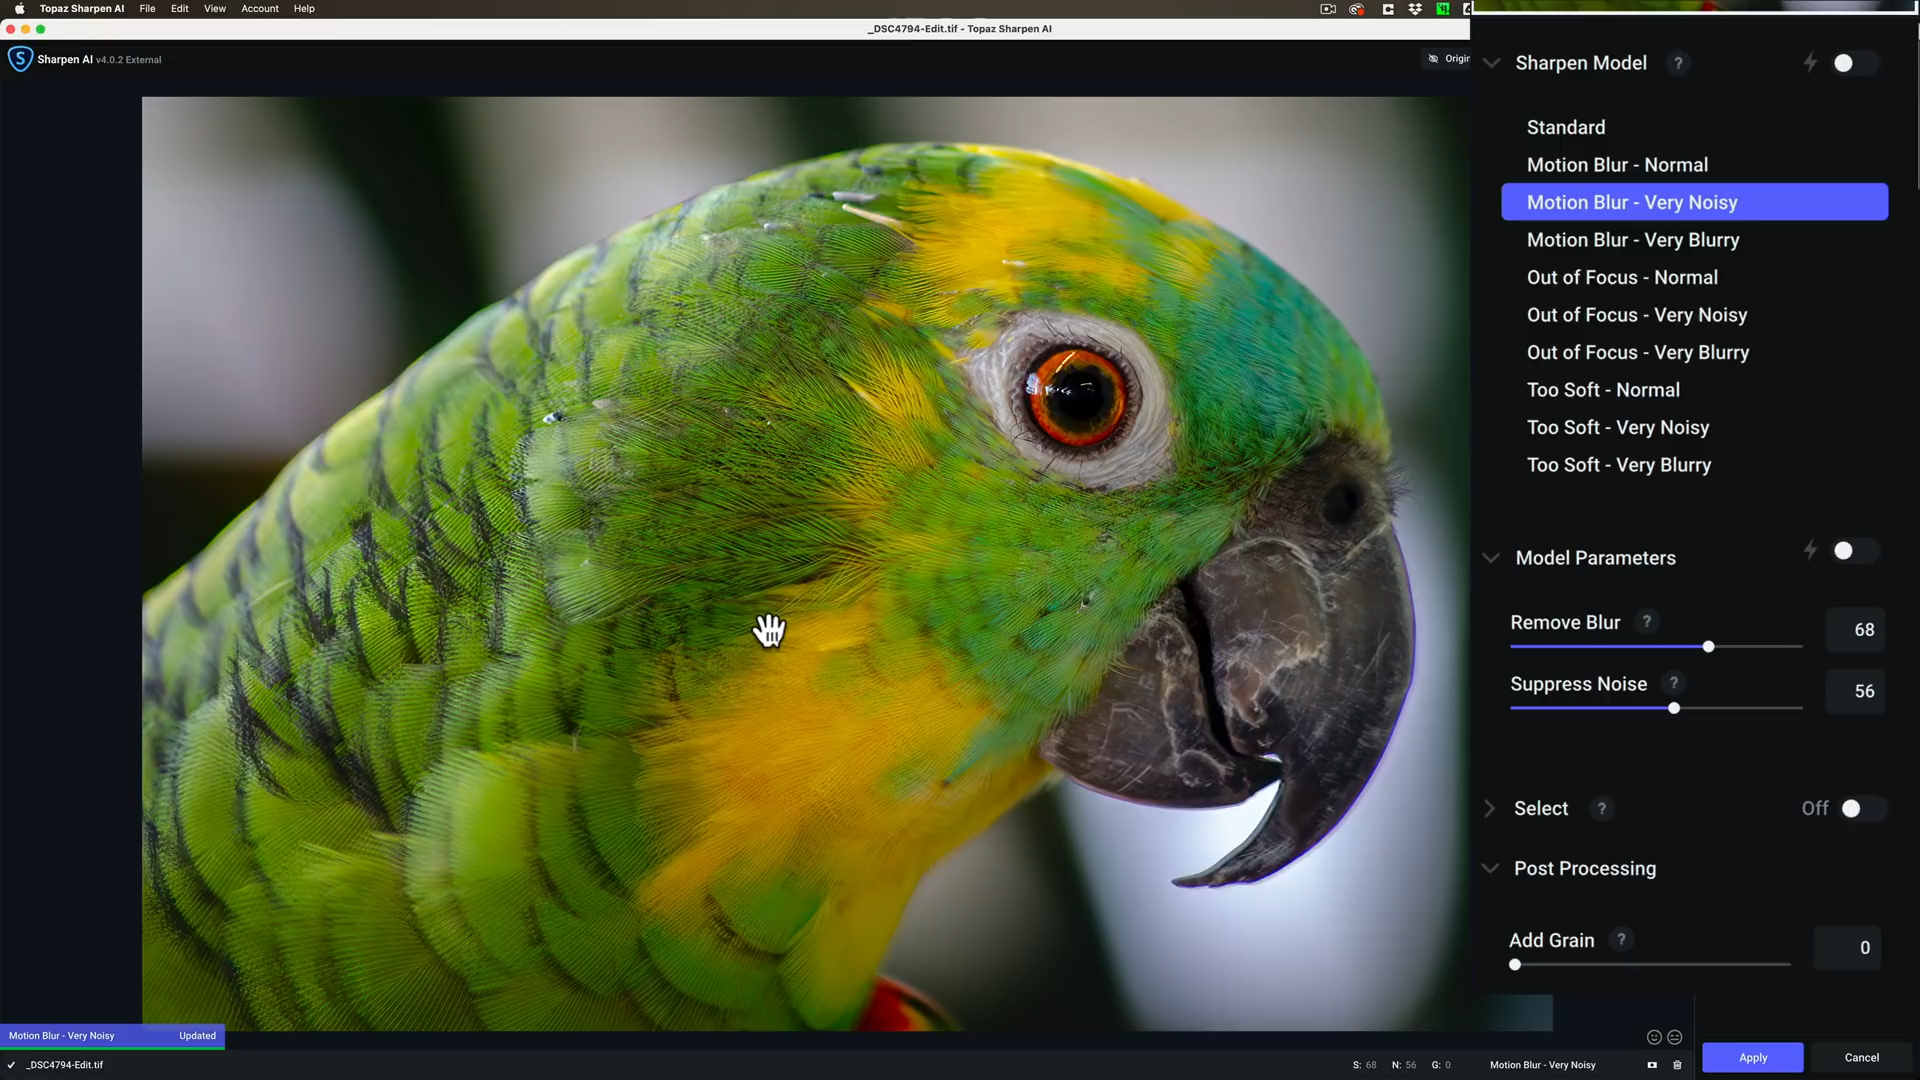 Topaz Sharpen AI File Edit View Account Help
_DSC4794-Edit.tif - Topaz Sharpen AI
Sharpen AI v4.0.2 External
Origin
Sharpen Model ?
Standard
Motion Blur - Normal
Motion Blur - Very Noisy
Motion Blur - Very Blurry
Out of Focus - Normal
Out of Focus - Very Noisy
Out of Focus - Very Blurry
Too Soft - Normal
Too Soft - Very Noisy
Too Soft - Very Blurry
Model Parameters
Remove Blur ? 68
Suppress Noise ? 56
Select ? Off
Post Processing
Add Grain ? 0
Motion Blur - Very Noisy Updated
_DSC4794-Edit.tif
S: 68 N: 56 G: 0 Motion Blur - Very Noisy
Apply Cancel